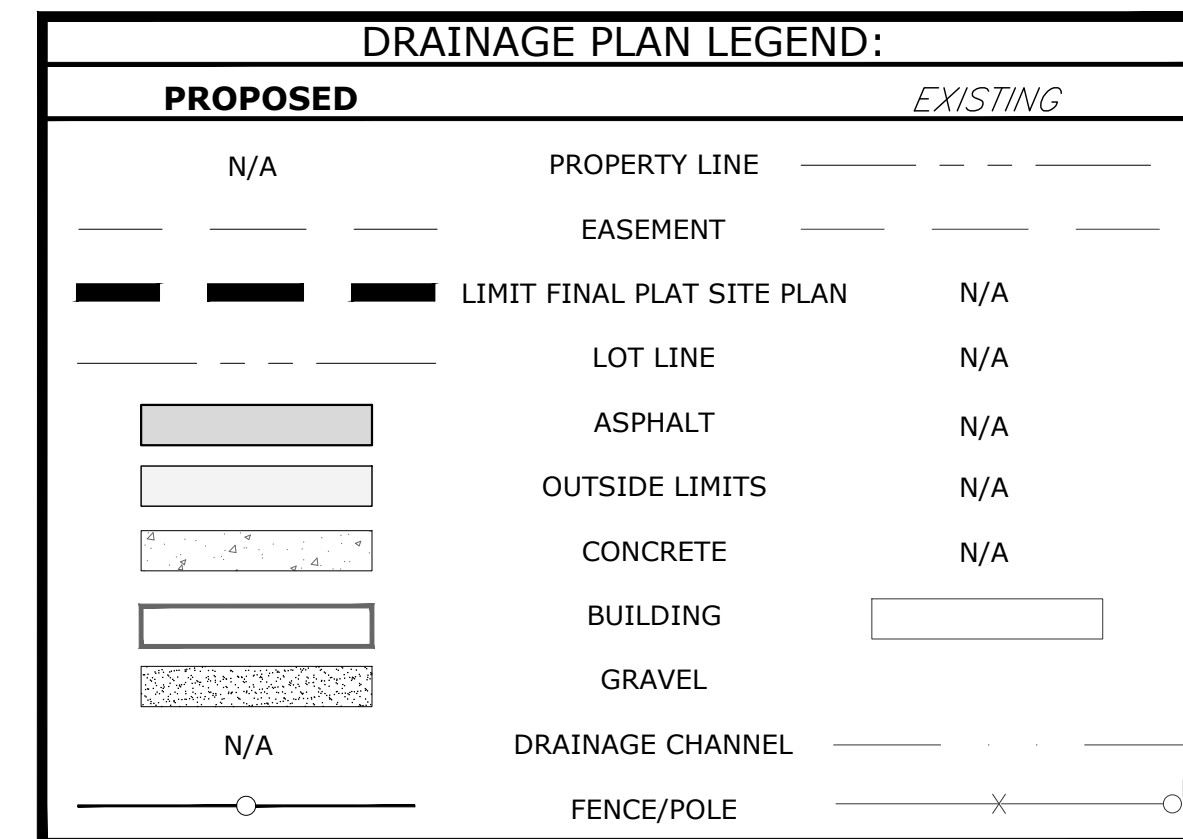 DRAINAGE PLAN LEGEND:
PROPOSED EXISTING
N/A PROPERTY LINE
EASEMENT
LIMIT FINAL PLAT SITE PLAN N/A
LOT LINE N/A
ASPHALT N/A
OUTSIDE LIMITS N/A
CONCRETE N/A
BUILDING
GRAVEL
N/A DRAINAGE CHANNEL
FENCE/POLE